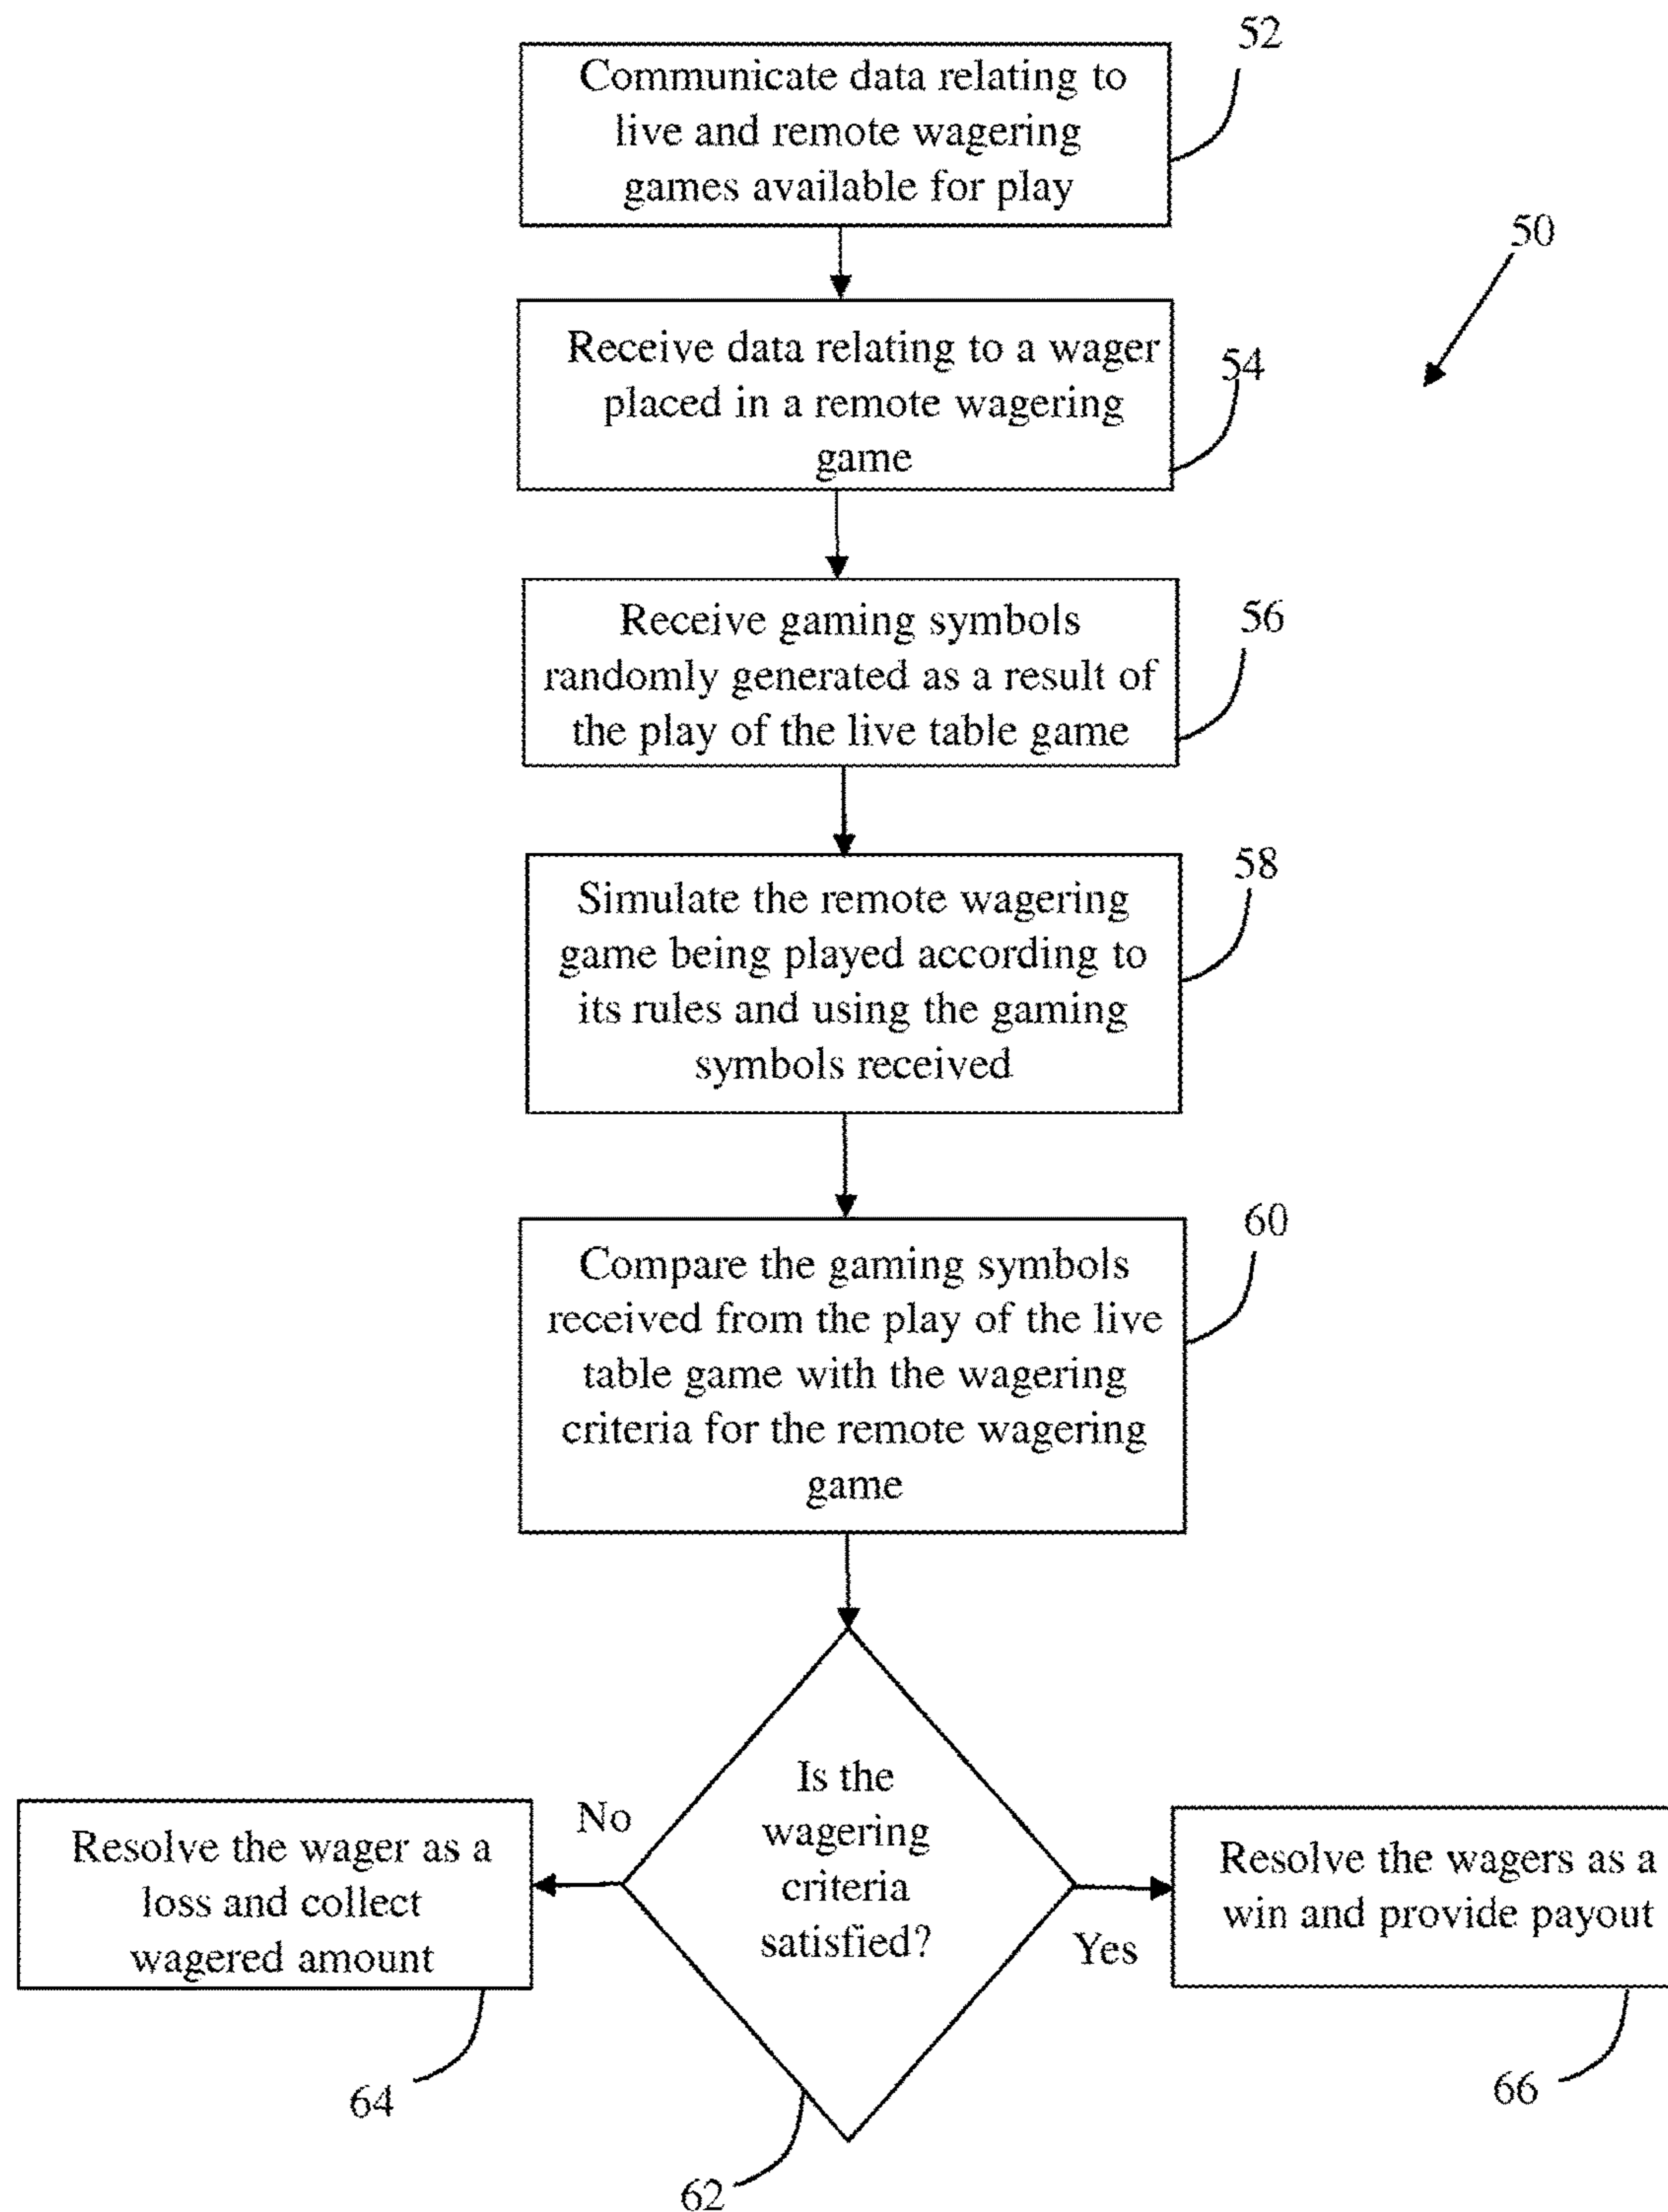 52
Communicate data relating to
live and remote wagering
games available for play
50
54
Receive data relating to a wager
placed in a remote wagering
game
56
Receive gaming symbols
randomly generated as a result of
the play of the live table game
58
Simulate the remote wagering
game being played according to
its rules and using the gaming
symbols received
60
Compare the gaming symbols
received from the play of the live
table game with the wagering
criteria for the remote wagering
game
Is the
wagering
criteria
satisfied?
No
Yes
Resolve the wager as a
loss and collect
wagered amount
Resolve the wagers as a
win and provide payout
64
66
62